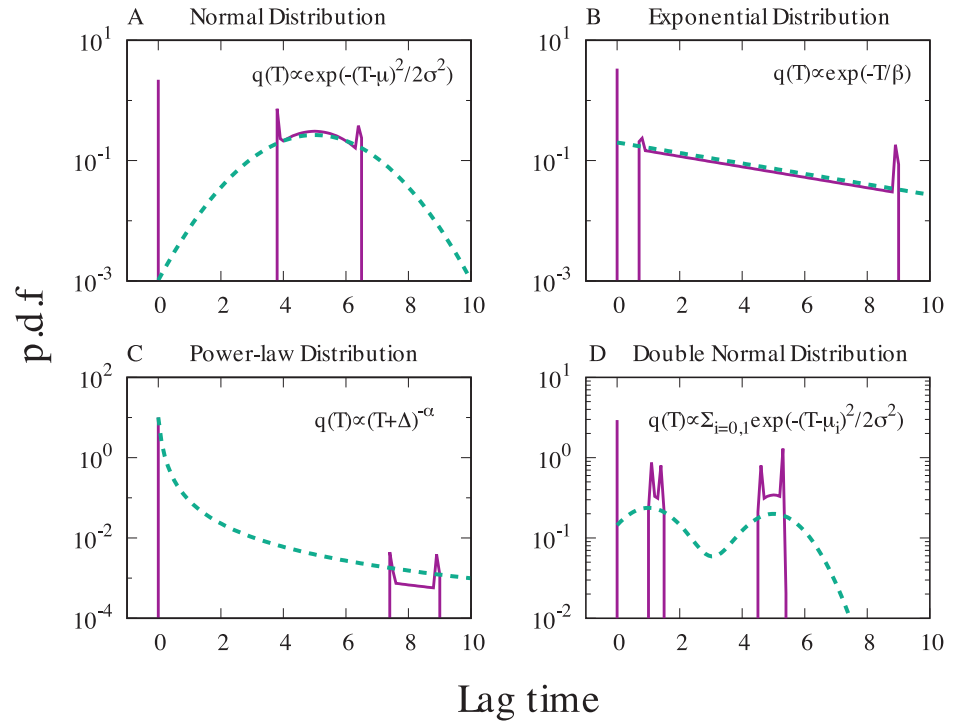 A Normal Distribution
10^1
10^-1
10^-3
q(T)∝exp(-(T-μ)^2/2σ^2)
0 2 4 6 8 10
B Exponential Distribution
10^1
10^-1
10^-3
q(T)∝exp(-T/β)
0 2 4 6 8 10
p.d.f
C Power-law Distribution
10^2
10^0
10^-2
10^-4
q(T)∝(T+Δ)^-α
0 2 4 6 8 10
D Double Normal Distribution
10^1
10^0
10^-1
10^-2
q(T)∝Σ_i=0,1 exp(-(T-μ_i)^2/2σ^2)
0 2 4 6 8 10
Lag time